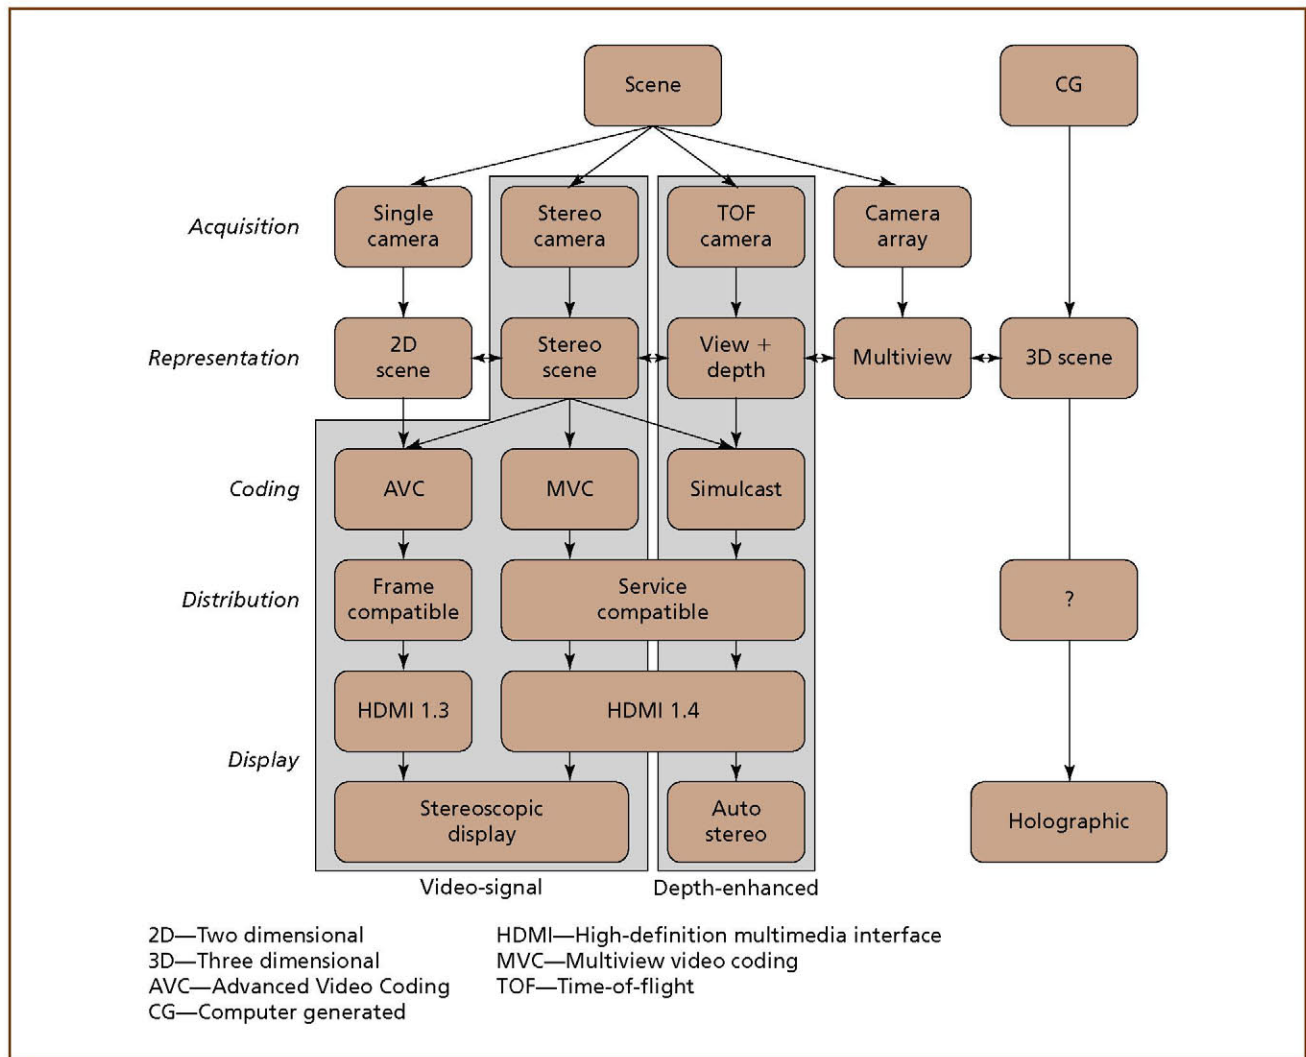 Scene
CG
Acquisition
Single
camera
Stereo
camera
TOF
camera
Camera
array
Representation
2D
scene
Stereo
scene
View +
depth
Multiview
3D scene
Coding
AVC
MVC
Simulcast
Distribution
Frame
compatible
Service
compatible
?
HDMI 1.3
HDMI 1.4
Display
Stereoscopic
display
Auto
stereo
Holographic
Video-signal
Depth-enhanced
2D—Two dimensional
3D—Three dimensional
AVC—Advanced Video Coding
CG—Computer generated
HDMI—High-definition multimedia interface
MVC—Multiview video coding
TOF—Time-of-flight